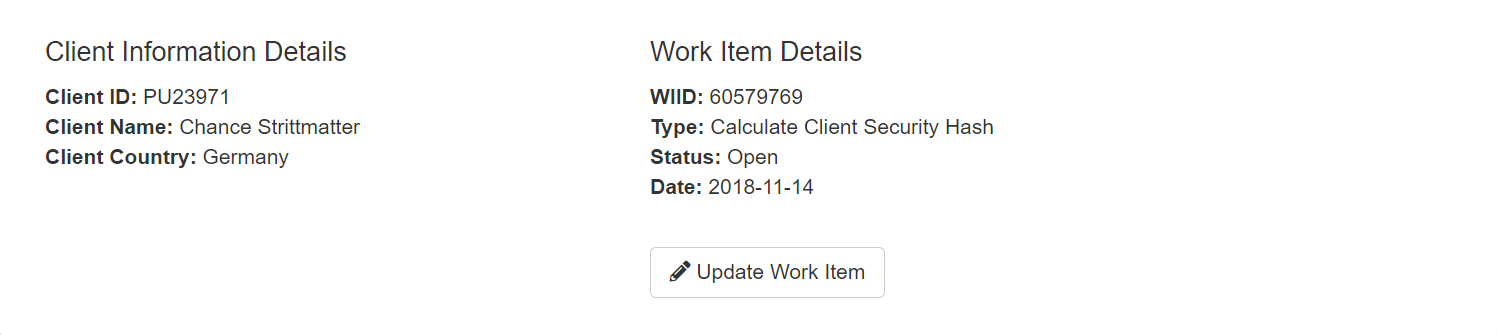 Client Information Details
Client ID: PU23971
Client Name: Chance Strittmatter
Client Country: Germany
Work Item Details
WIID: 60579769
Type: Calculate Client Security Hash
Status: Open
Date: 2018-11-14
Update Work Item